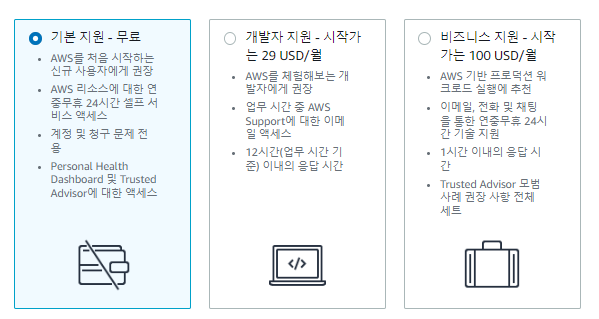 기본 지원 - 무료
AWS를 처음 시작하는
신규 사용자에게 권장
AWS 리소스에 대한 연
중무휴 24시간 셀프 서
비스 액세스
계정 및 청구 문제 전
용
Personal Health
Dashboard 및 Trusted
Advisor에 대한 액세스
개발자 지원 - 시작가
는 29 USD/월
AWS를 체험해보는 개
발자에게 권장
업무 시간 중 AWS
Support에 대한 이메
일 액세스
12시간(업무 시간 기
준) 이내의 응답 시간
</>
비즈니스 지원 - 시작
가는 100 USD/월
AWS 기반 프로덕션 워
크로드 실행에 추천
이메일, 전화 및 채팅
을 통한 연중무휴 24시
간 기술 지원
1시간 이내의 응답 시
간
Trusted Advisor 모범
사례 권장 사항 전체
세트